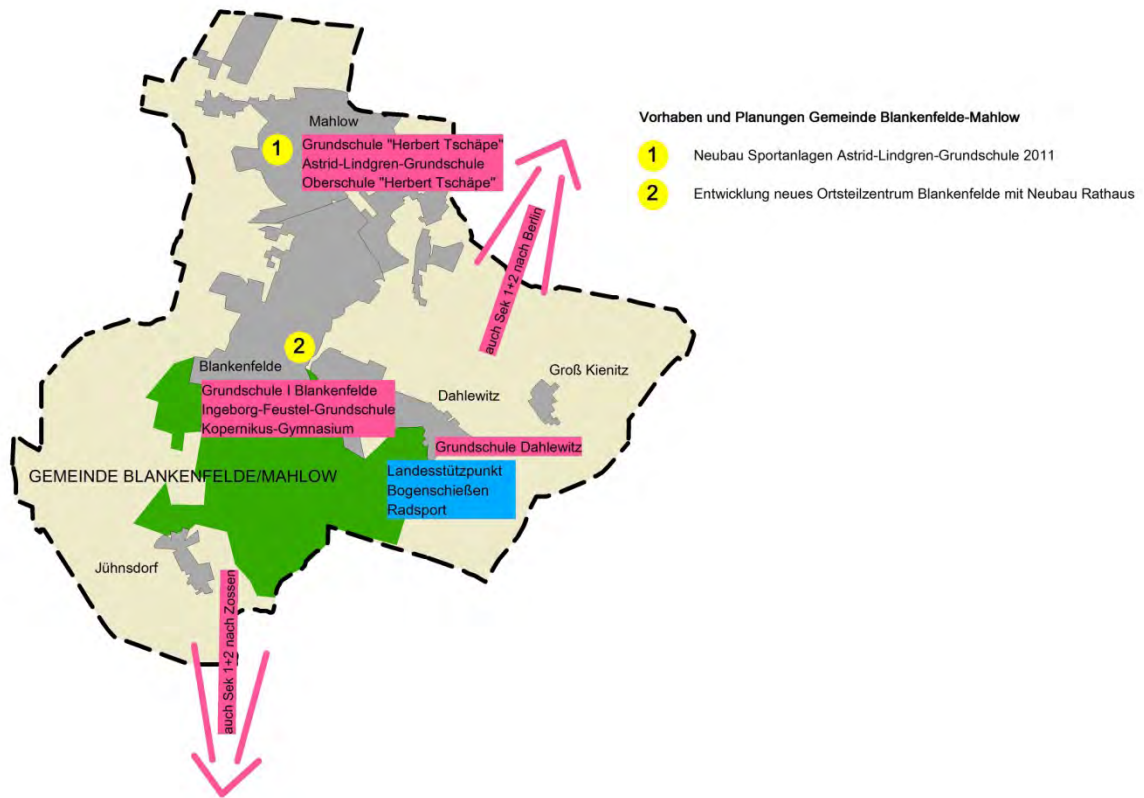 Mahlow
1
Grundschule "Herbert Tschäpe"
Astrid-Lindgren-Grundschule
Oberschule "Herbert Tschäpe"
Vorhaben und Planungen Gemeinde Blankenfelde-Mahlow
1 Neubau Sportanlagen Astrid-Lindgren-Grundschule 2011
2 Entwicklung neues Ortsteilzentrum Blankenfelde mit Neubau Rathaus
auch Sek 1+2 nach Berlin
2
Blankenfelde
Grundschule I Blankenfelde
Ingeborg-Feustel-Grundschule
Kopernikus-Gymnasium
Groß Kienitz
Dahlewitz
Grundschule Dahlewitz
GEMEINDE BLANKENFELDE/MAHLOW
Landesstützpunkt
Bogenschießen
Radsport
Jühnsdorf
auch Sek 1+2 nach Zossen